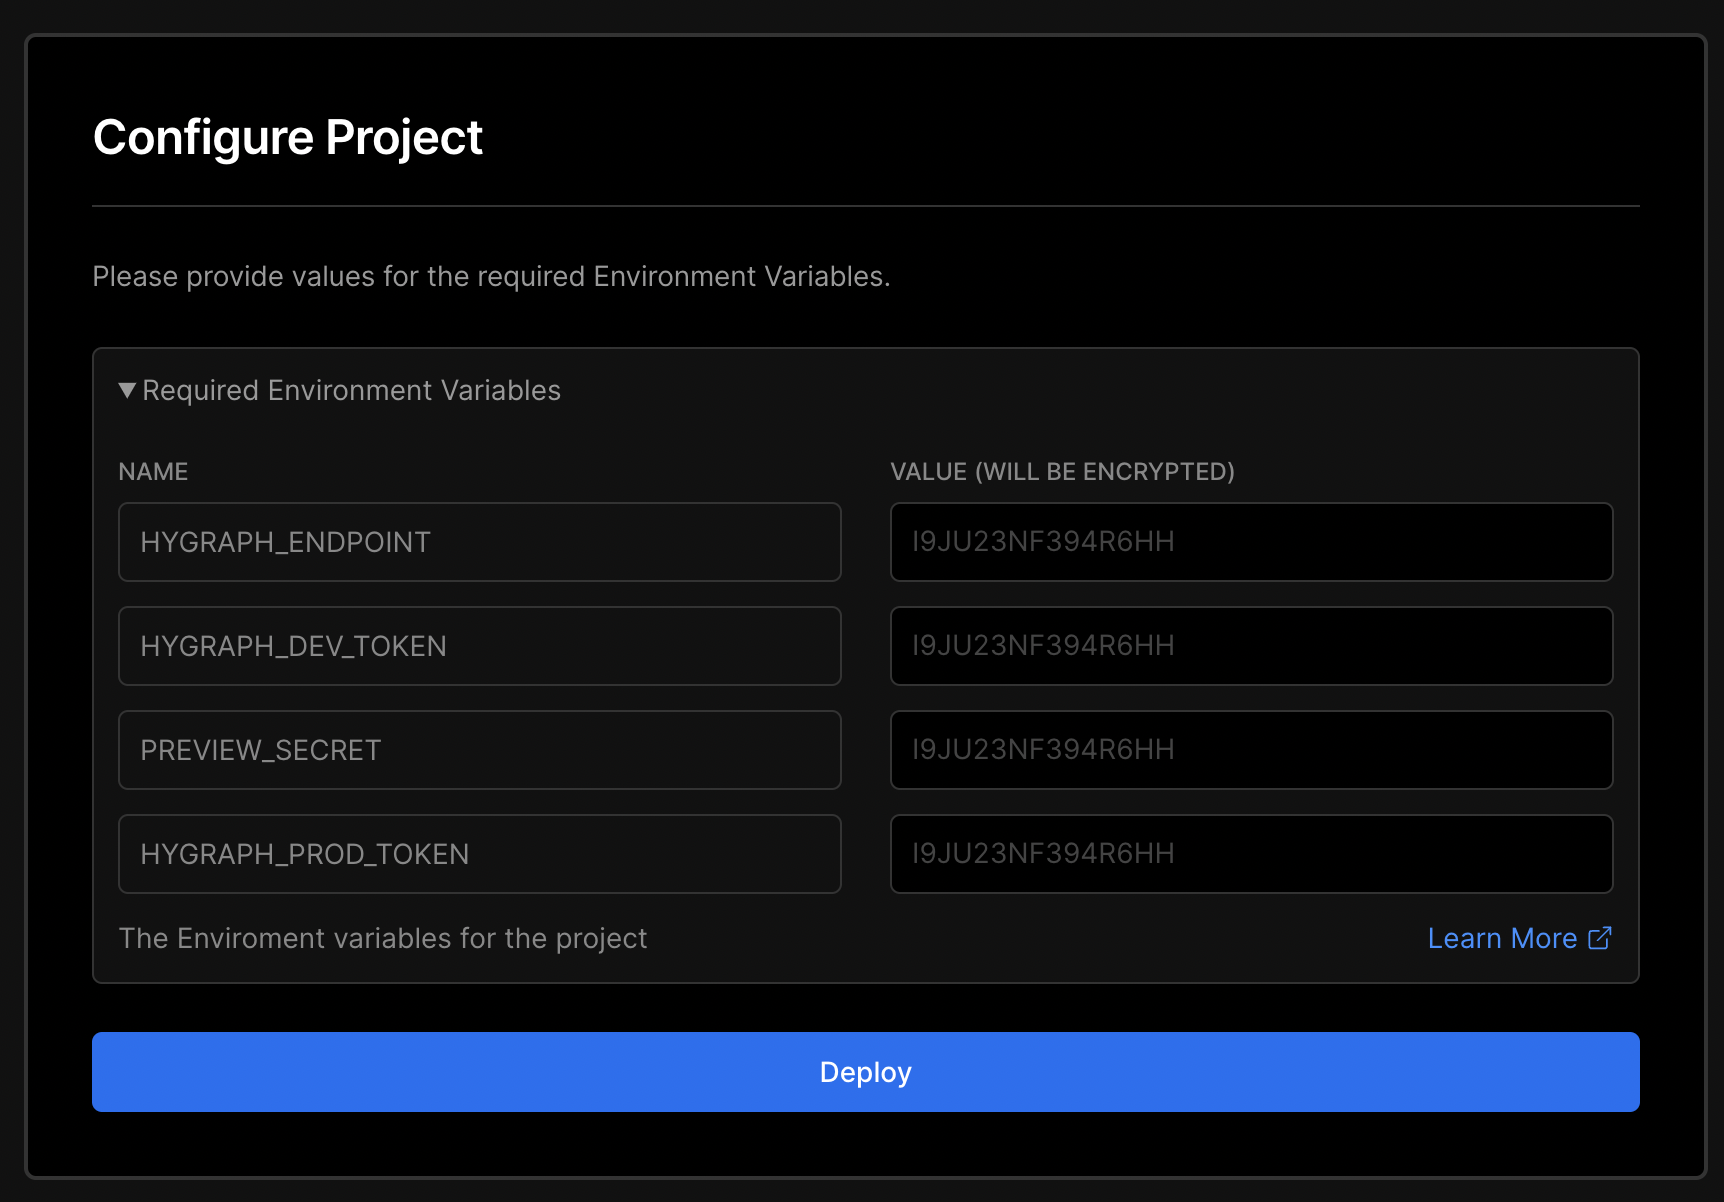 Configure Project
Please provide values for the required Environment Variables.
Required Environment Variables
NAME VALUE (WILL BE ENCRYPTED)
HYGRAPH_ENDPOINT I9JU23NF394R6HH
HYGRAPH_DEV_TOKEN I9JU23NF394R6HH
PREVIEW_SECRET I9JU23NF394R6HH
HYGRAPH_PROD_TOKEN I9JU23NF394R6HH
The Enviroment variables for the project Learn More
Deploy